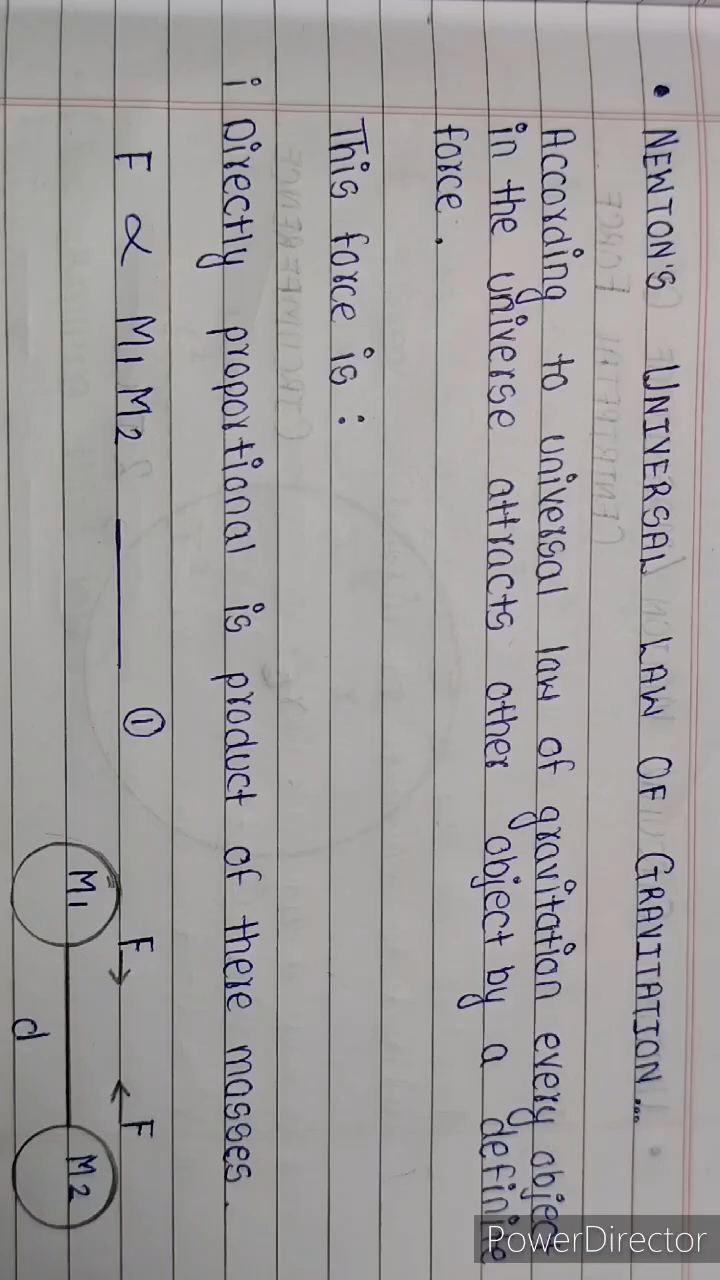 • NEWTON'S UNIVERSAL LAW OF GRAVITATION...
According to universal law of gravitation every object
in the universe attracts other object by a definite
force.
This force is :
i Directly proportional is product of there masses.
F ∝ M₁ M₂ ——— ①
F F
M₁ M₂
d
PowerDirector